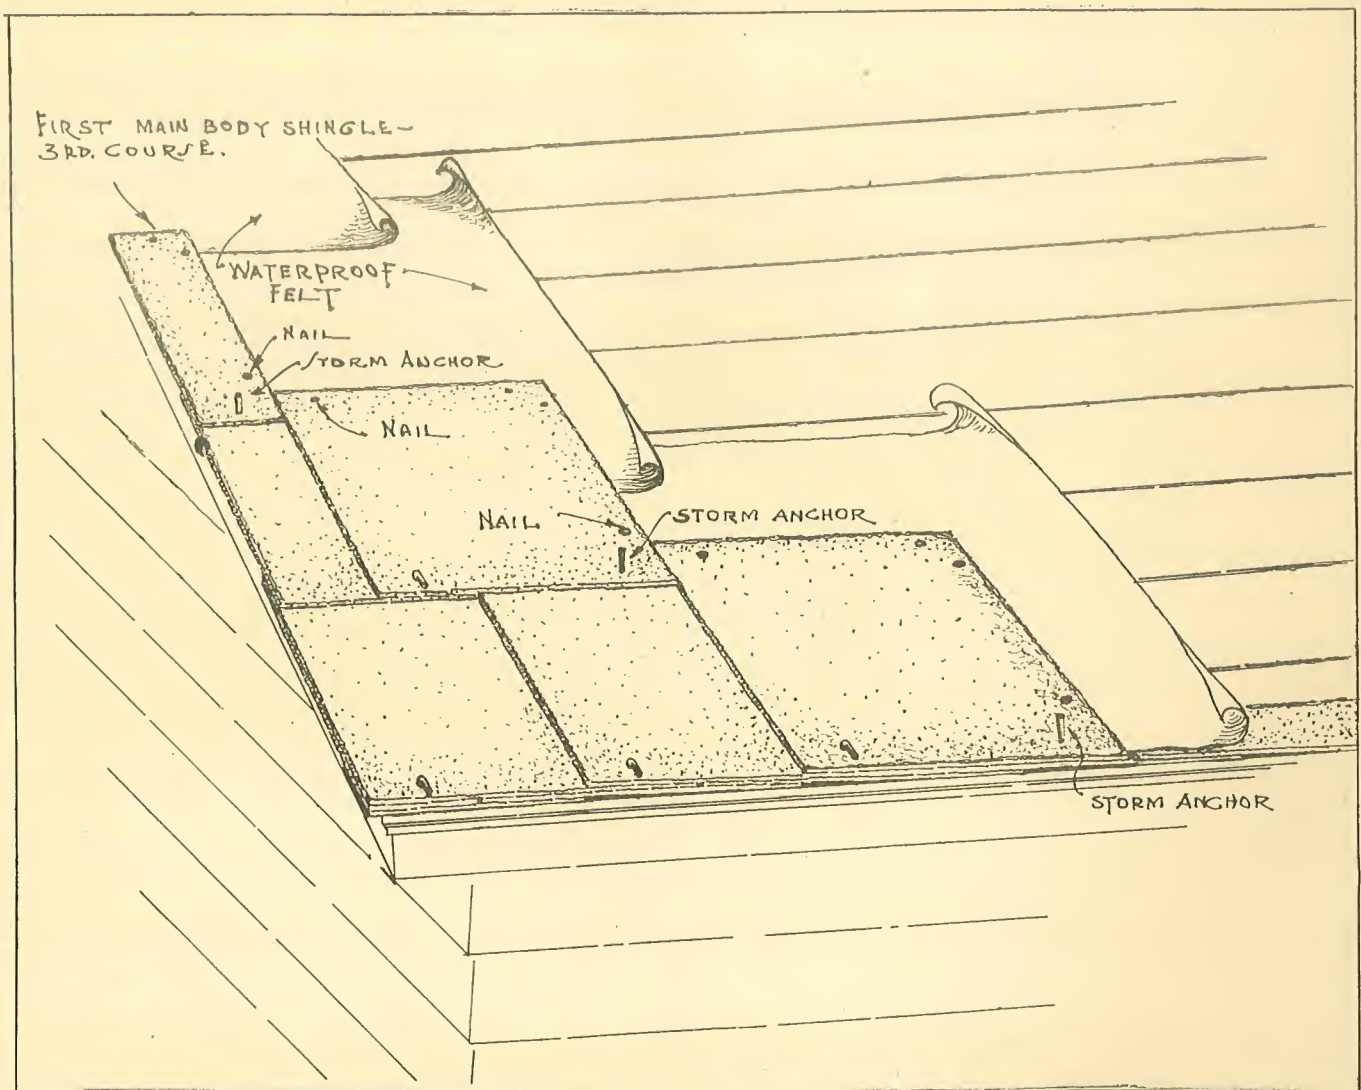 FIRST MAIN BODY SHINGLE-
3RD. COURSE.
WATERPROOF
FELT
NAIL
STORM ANCHOR
NAIL
NAIL
STORM ANCHOR
STORM ANCHOR